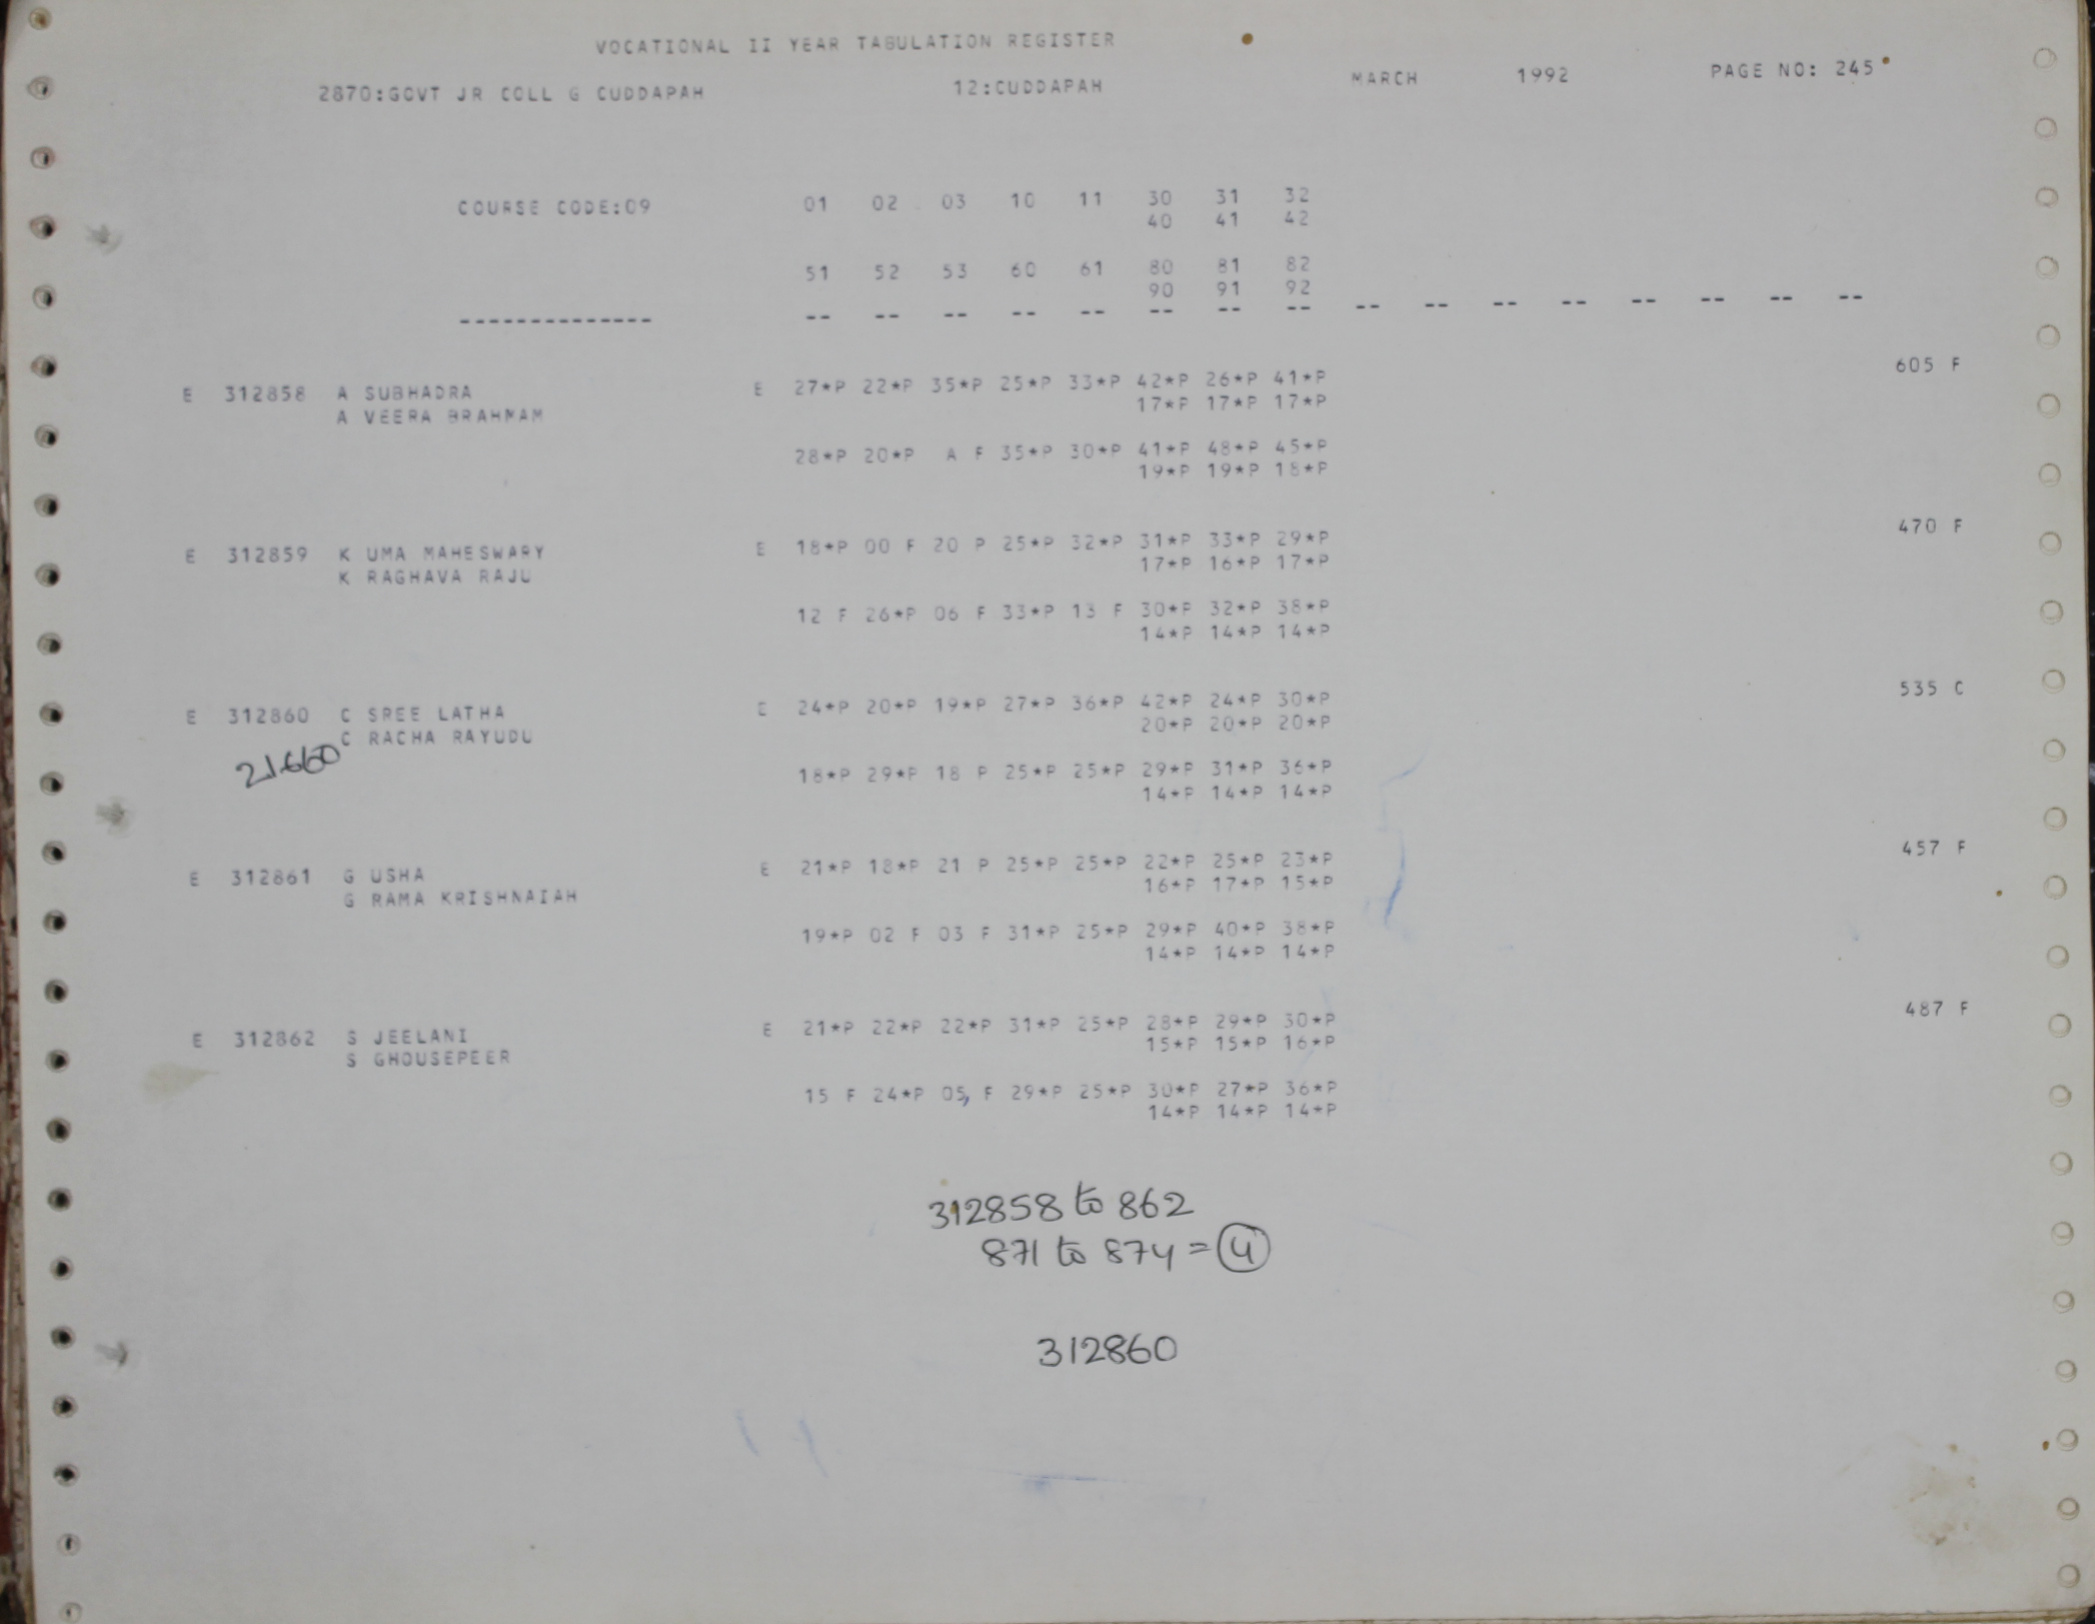 VOCATIONAL II YEAR TABULATION REGISTER
2870:GOVT JR COLL G CUDDAPAH 12:CUDDAPAH MARCH 1992 PAGE NO: 245
COURSE CODE:09 01 02 03 10 11 30 31 32
40 41 42
51 52 53 60 61 80 81 82
90 91 92
-------------- -- -- -- -- -- -- -- -- -- -- -- -- -- -- -- --
605 F
E 312858 A SUBHADRA E 27*P 22*P 35*P 25*P 33*P 42*P 26*P 41*P
A VEERA BRAHMAM 17*P 17*P 17*P
28*P 20*P A F 35*P 30*P 41*P 48*P 45*P
19*P 19*P 18*P
470 F
E 312859 K UMA MAHESWARY E 18*P 00 F 20 P 25*P 32*P 31*P 33*P 29*P
K RAGHAVA RAJU 17*P 16*P 17*P
12 F 26*P 06 F 33*P 13 F 30*P 32*P 38*P
14*P 14*P 14*P
535 C
E 312860 C SREE LATHA E 24*P 20*P 19*P 27*P 36*P 42*P 24*P 30*P
C RACHA RAYUDU 20*P 20*P 20*P
21660
18*P 29*P 18 P 25*P 25*P 29*P 31*P 36*P
14*P 14*P 14*P
457 F
E 312861 G USHA E 21*P 18*P 21 P 25*P 25*P 22*P 25*P 23*P
G RAMA KRISHNAIAH 16*P 17*P 15*P
19*P 02 F 03 F 31*P 25*P 29*P 40*P 38*P
14*P 14*P 14*P
487 F
E 312862 S JEELANI E 21*P 22*P 22*P 31*P 25*P 28*P 29*P 30*P
S GHOUSEPEER 15*P 15*P 16*P
15 F 24*P 05, F 29*P 25*P 30*P 27*P 36*P
14*P 14*P 14*P
312858 to 862
871 to 874 = 4
312860